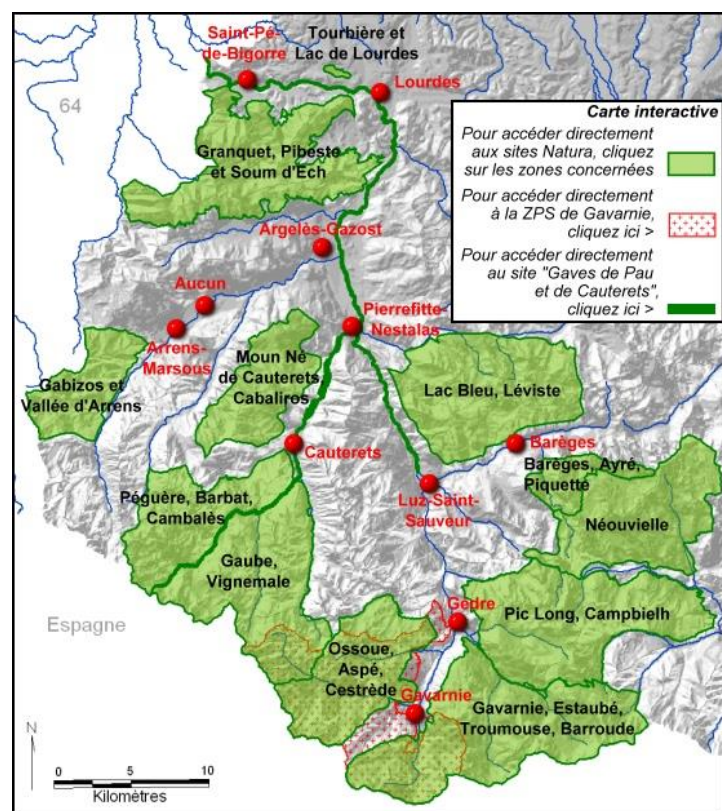 Saint-Pé-
de-Bigorre
Tourbière et
Lac de Lourdes
Lourdes
64
Carte interactive
Pour accéder directement
aux sites Natura, cliquez
sur les zones concernées
Pour accéder directement
à la ZPS de Gavarnie,
cliquez ici >
Pour accéder directement
au site "Gaves de Pau
et de Cauterets",
cliquez ici >
Granquet, Pibeste
et Soum d'Ech
Argelès-Gazost
Aucun
Arrens-
Marsous
Pierrefitte-
Nestalas
Gabizos et
Vallée d'Arrens
Moun Né
de Cauterets,
Cabaliros
Lac Bleu, Léviste
Cauterets
Barèges
Barèges, Ayré,
Piquette
Péguère, Barbat,
Cambalès
Luz-Saint-
Sauveur
Néouvielle
Gaube,
Vignemale
Espagne
Gèdre
Pic Long, Campbielh
Ossoue,
Aspé,
Cestrède
Gavarnie
Gavarnie, Estaubé,
Troumouse, Barroude
N
0 5 10
Kilomètres